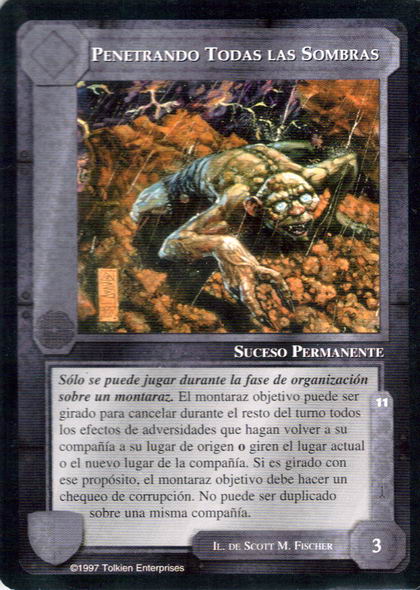 Penetrando Todas las Sombras
Suceso Permanente
Sólo se puede jugar durante la fase de organización
sobre un montaraz. El montaraz objetivo puede ser
girado para cancelar durante el resto del turno todos
los efectos de adversidades que hagan volver a su
compañía a su lugar de origen o giren el lugar actual
o el nuevo lugar de la compañía. Si es girado con
ese propósito, el montaraz objetivo debe hacer un
chequeo de corrupción. No puede ser duplicado
sobre una misma compañía.
11
Il. de Scott M. Fischer
3
©1997 Tolkien Enterprises